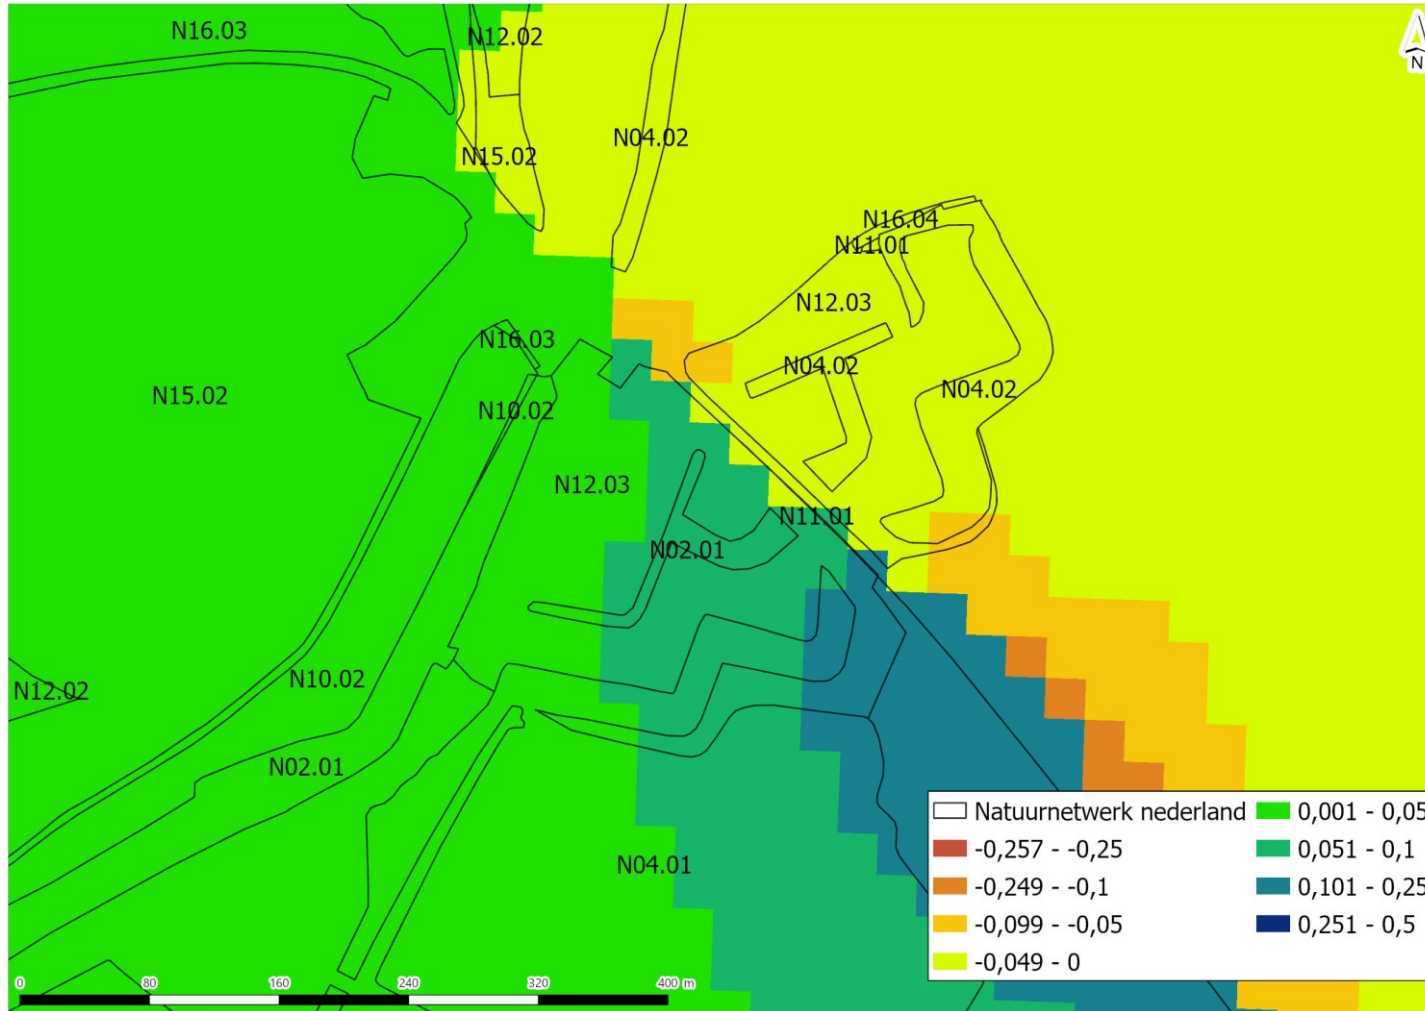 N16.03
N12.02
N
N04.02
N15.02
N16.04
N11.01
N12.03
N16.03
N04.02
N15.02
N04.02
N10.02
N12.03
N11.01
N02.01
N10.02
N12.02
N02.01
N04.01
Natuurnetwerk nederland
-0,257 - -0,25
-0,249 - -0,1
-0,099 - -0,05
-0,049 - 0
0,001 - 0,05
0,051 - 0,1
0,101 - 0,25
0,251 - 0,5
0 80 160 240 320 400 m